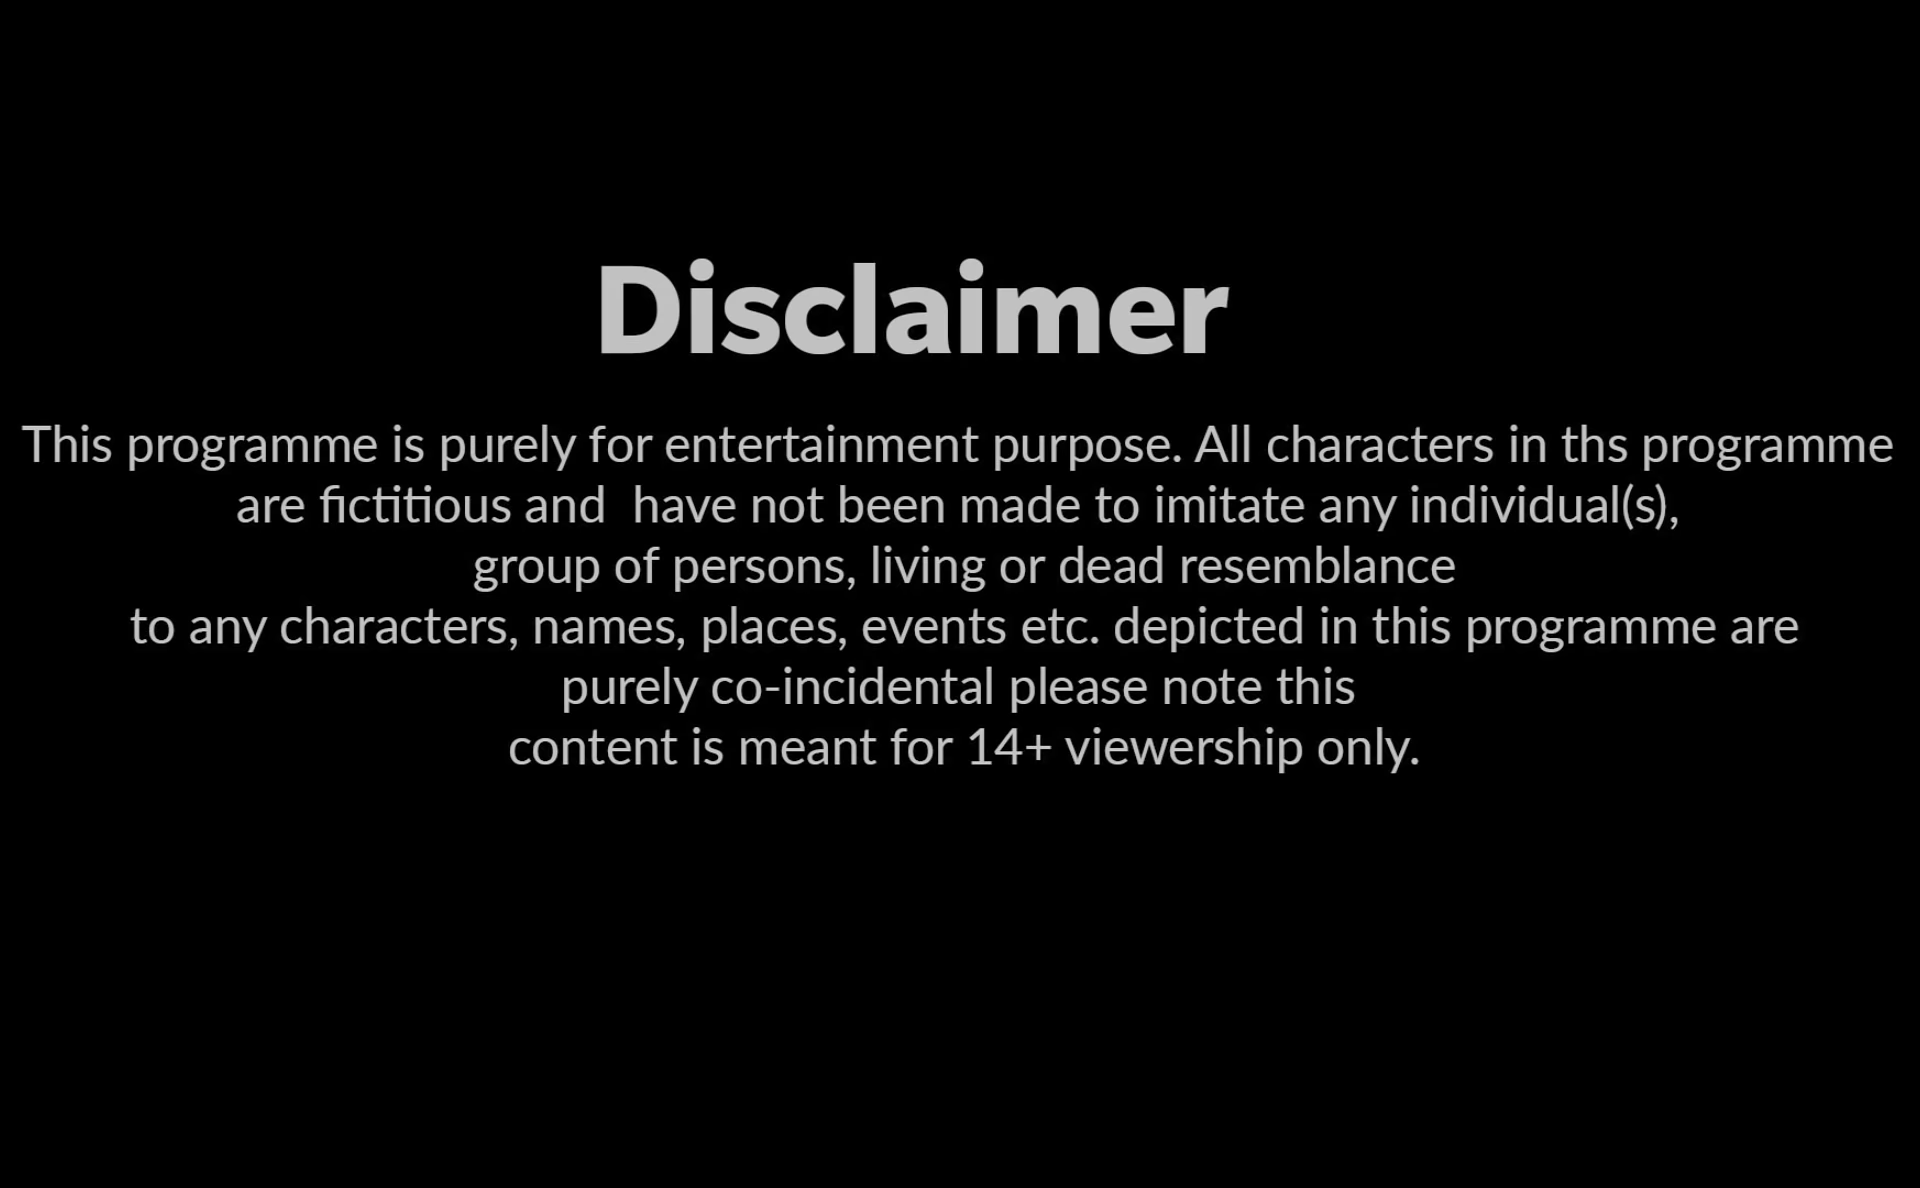 Disclaimer
This programme is purely for entertainment purpose. All characters in ths programme
are fictitious and  have not been made to imitate any individual(s),
group of persons, living or dead resemblance
to any characters, names, places, events etc. depicted in this programme are
purely co-incidental please note this
content is meant for 14+ viewership only.